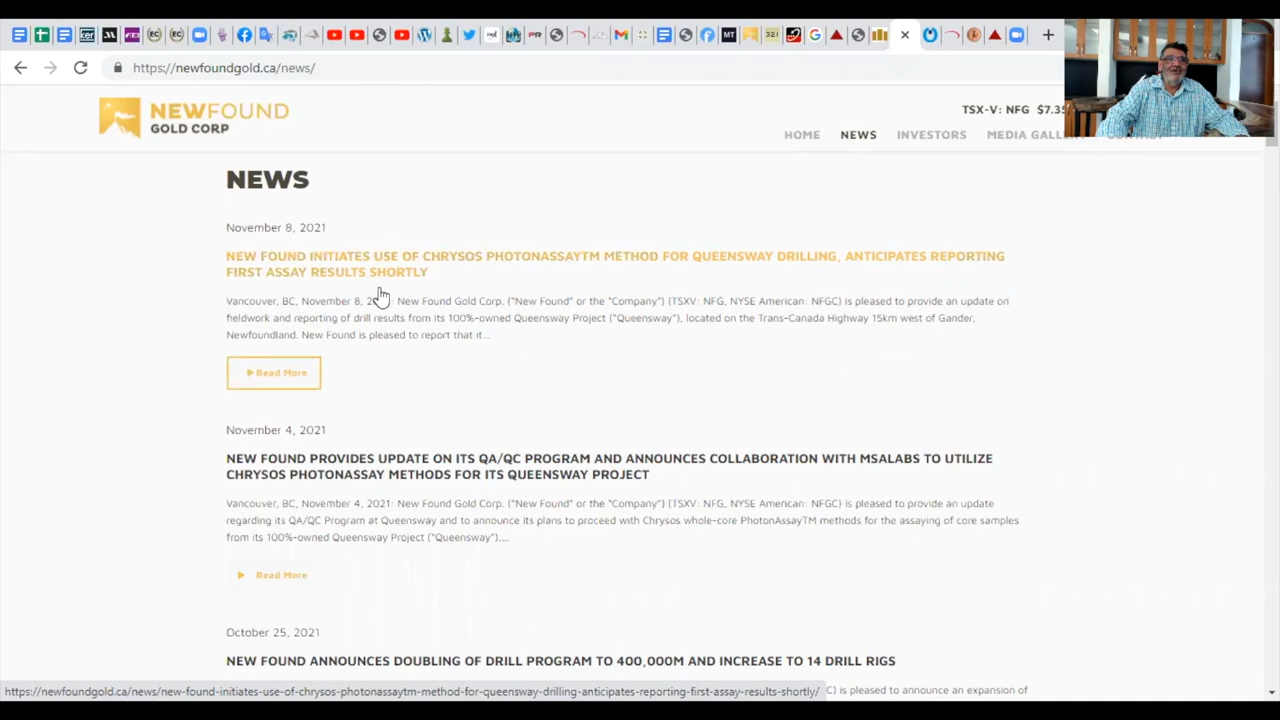 https://newfoundgold.ca/news/
NEWFOUND
GOLD CORP
TSX-V: NFG $7.35
HOME NEWS INVESTORS MEDIA
NEWS
November 8, 2021
NEW FOUND INITIATES USE OF CHRYSOS PHOTONASSAYTM METHOD FOR QUEENSWAY DRILLING, ANTICIPATES REPORTING
FIRST ASSAY RESULTS SHORTLY
Vancouver, BC, November 8, New Found Gold Corp. (“New Found” or the “Company”) (TSXV: NFG, NYSE American: NFGC) is pleased to provide an update on
fieldwork and reporting of drill results from its 100%-owned Queensway Project (“Queensway”), located on the Trans-Canada Highway 15km west of Gander,
Newfoundland. New Found is pleased to report that it...
Read More
November 4, 2021
NEW FOUND PROVIDES UPDATE ON ITS QA/QC PROGRAM AND ANNOUNCES COLLABORATION WITH MSALABS TO UTILIZE
CHRYSOS PHOTONASSAY METHODS FOR ITS QUEENSWAY PROJECT
Vancouver, BC, November 4, 2021: New Found Gold Corp. (“New Found” or the “Company”) (TSXV: NFG, NYSE American: NFGC) is pleased to provide an update
regarding its QA/QC Program at Queensway and to announce its plans to proceed with Chrysos whole-core PhotonAssayTM methods for the assaying of core samples
from its 100%-owned Queensway Project (“Queensway”),...
Read More
October 25, 2021
NEW FOUND ANNOUNCES DOUBLING OF DRILL PROGRAM TO 400,000M AND INCREASE TO 14 DRILL RIGS
https://newfoundgold.ca/news/new-found-initiates-use-of-chrysos-photonassaytm-method-for-queensway-drilling-anticipates-reporting-first-assay-results-shortly/ C) is pleased to announce an expansion of